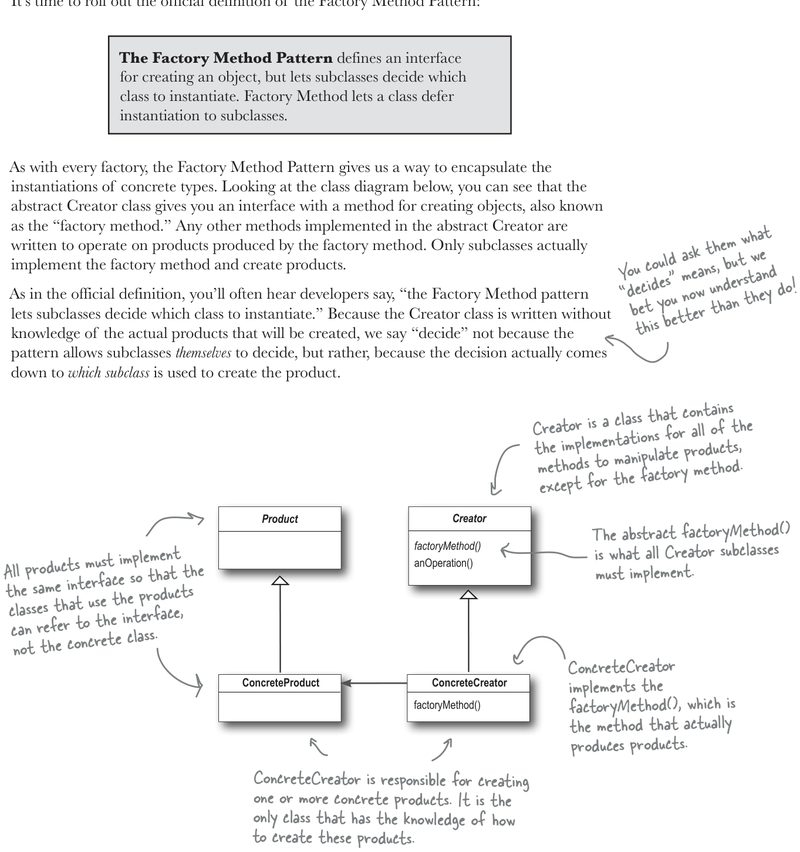 It's time to roll out the official definition of the Factory Method Pattern:
The Factory Method Pattern defines an interface
for creating an object, but lets subclasses decide which
class to instantiate. Factory Method lets a class defer
instantiation to subclasses.
As with every factory, the Factory Method Pattern gives us a way to encapsulate the
instantiations of concrete types. Looking at the class diagram below, you can see that the
abstract Creator class gives you an interface with a method for creating objects, also known
as the “factory method.” Any other methods implemented in the abstract Creator are
written to operate on products produced by the factory method. Only subclasses actually
implement the factory method and create products.
As in the official definition, you’ll often hear developers say, “the Factory Method pattern
lets subclasses decide which class to instantiate.” Because the Creator class is written without
knowledge of the actual products that will be created, we say “decide” not because the
pattern allows subclasses themselves to decide, but rather, because the decision actually comes
down to which subclass is used to create the product.
You could ask them what
“decides” means, but we
bet you now understand
this better than they do!
Creator is a class that contains
the implementations for all of the
methods to manipulate products,
except for the factory method.
Product
Creator
factoryMethod()
anOperation()
The abstract factoryMethod()
is what all Creator subclasses
must implement.
All products must implement
the same interface so that the
classes that use the products
can refer to the interface,
not the concrete class.
ConcreteProduct
ConcreteCreator
factoryMethod()
ConcreteCreator
implements the
factoryMethod(), which is
the method that actually
produces products.
ConcreteCreator is responsible for creating
one or more concrete products. It is the
only class that has the knowledge of how
to create these products.